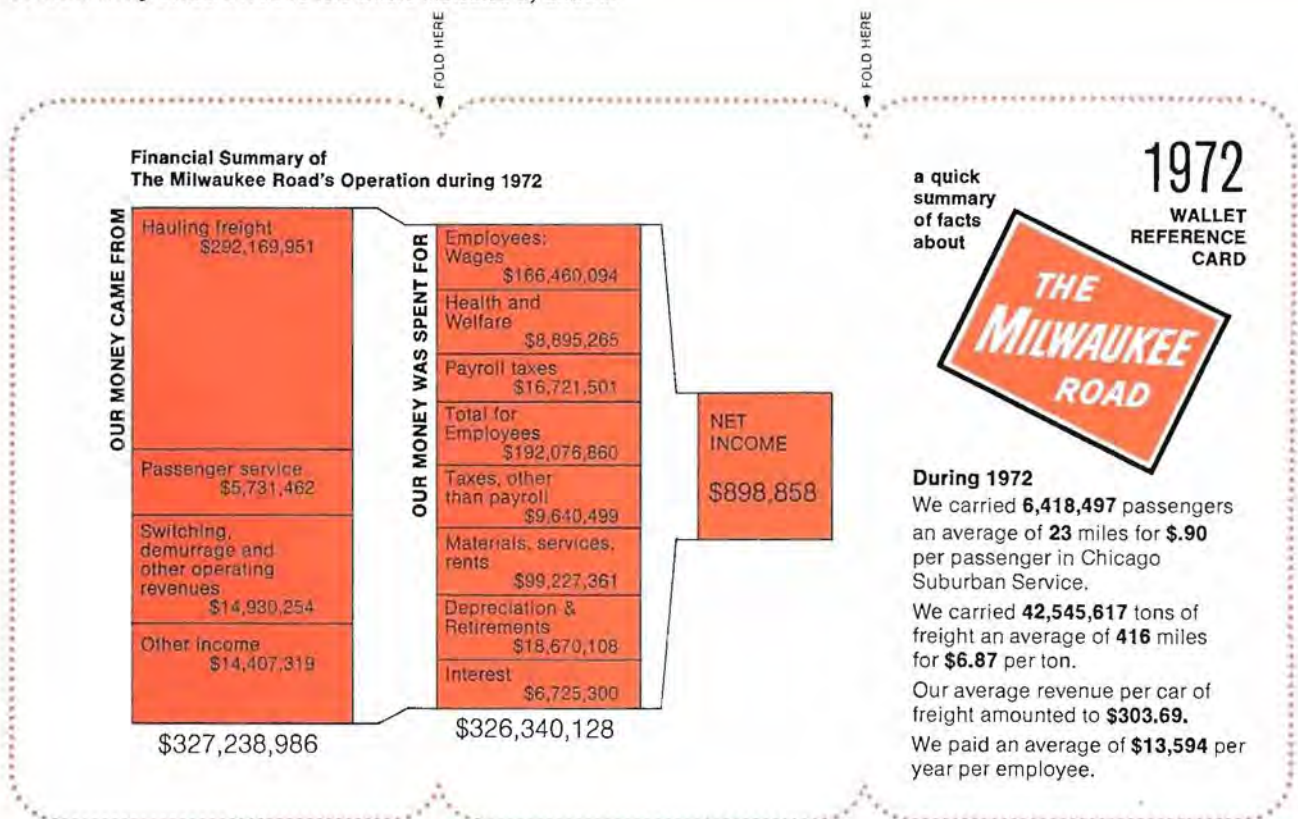 FOLD HERE
FOLD HERE
Financial Summary of
The Milwaukee Road's Operation during 1972
OUR MONEY CAME FROM
Hauling freight
$292,169,951
Passenger service
$5,731,462
Switching,
demurrage and
other operating
revenues
$14,930,254
Other income
$14,407,319
$327,238,986
OUR MONEY WAS SPENT FOR
Employees:
Wages
$166,460,094
Health and
Welfare
$8,895,265
Payroll taxes
$16,721,501
Total for
Employees
$192,076,860
Taxes, other
than payroll
$9,640,499
Materials, services,
rents
$99,227,361
Depreciation &
Retirements
$18,670,108
Interest
$6,725,300
$326,340,128
NET
INCOME
$898,858
a quick
summary
of facts
about
1972
WALLET
REFERENCE
CARD
THE
MILWAUKEE
ROAD
During 1972
We carried 6,418,497 passengers
an average of 23 miles for $.90
per passenger in Chicago
Suburban Service.
We carried 42,545,617 tons of
freight an average of 416 miles
for $6.87 per ton.
Our average revenue per car of
freight amounted to $303.69.
We paid an average of $13,594 per
year per employee.